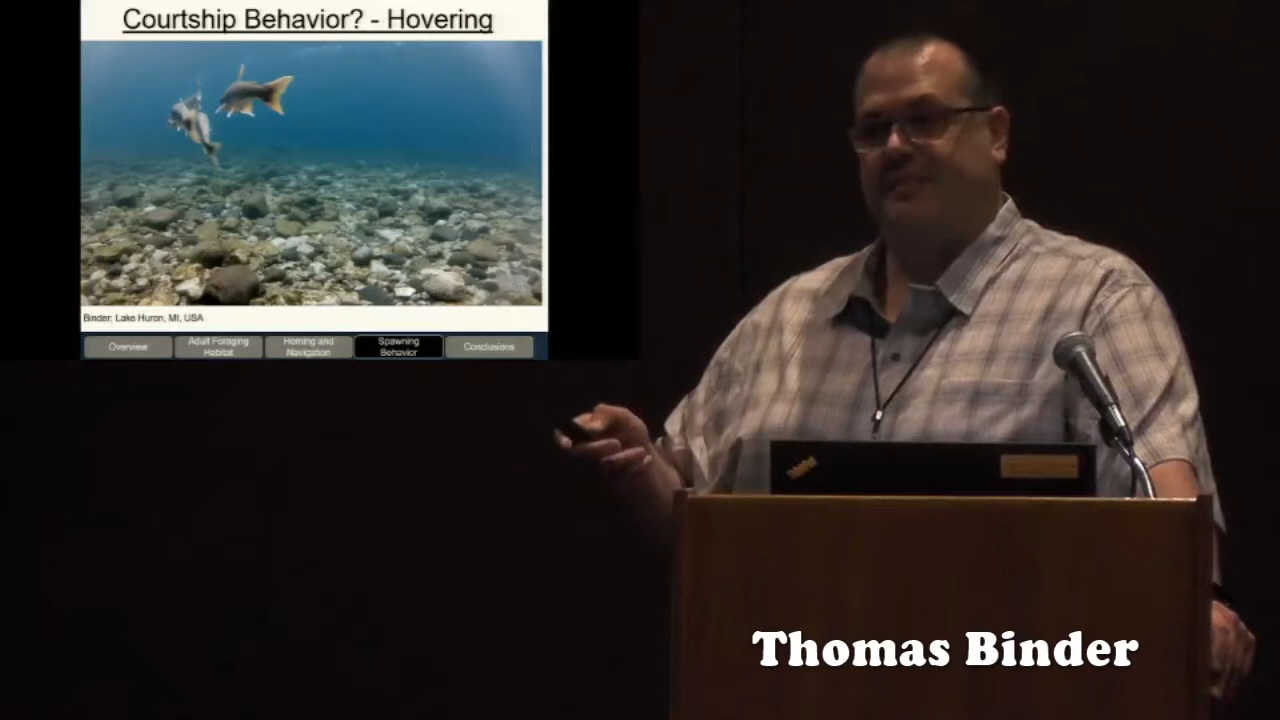 Courtship Behavior? - Hovering
Binder: Lake Huron, MI, USA
Overview
Adult Foraging
Habitat
Homing and
Navigation
Spawning
Behavior
Conclusions
ThinkPad
Thomas Binder